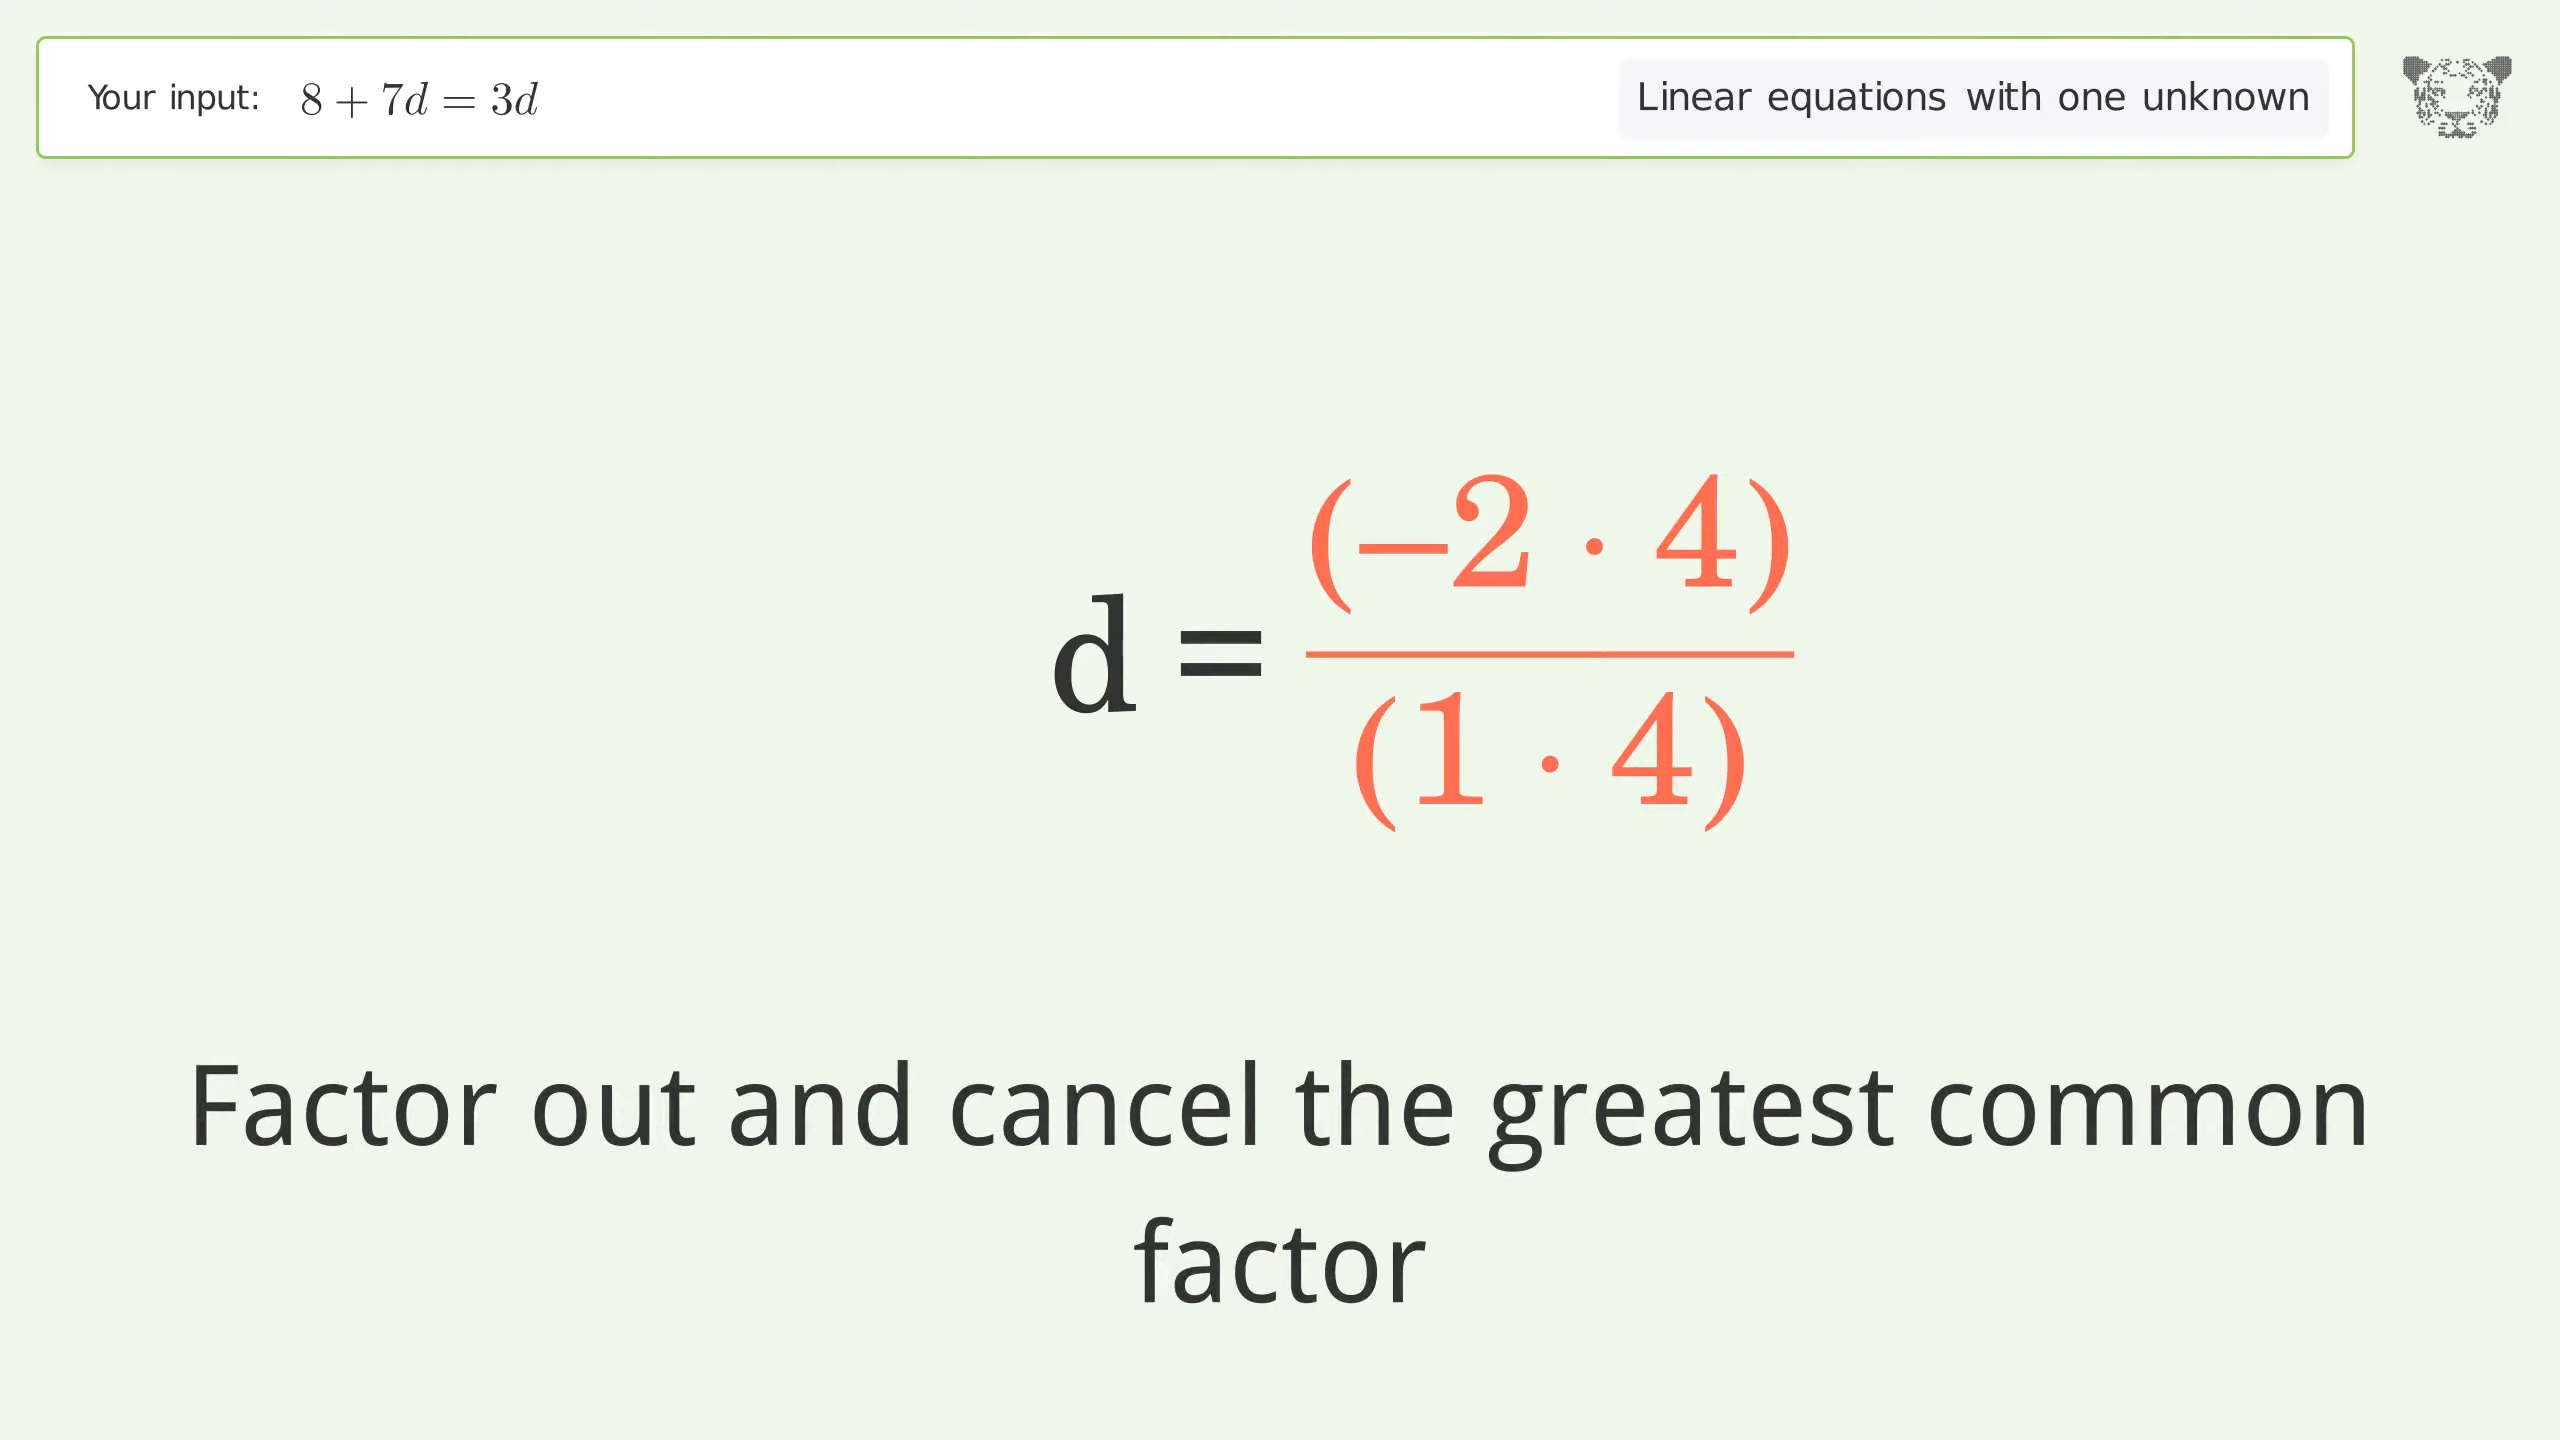 Your input: 8 + 7d = 3d
Linear equations with one unknown
d = (–2 · 4) / (1 · 4)
Factor out and cancel the greatest common
factor